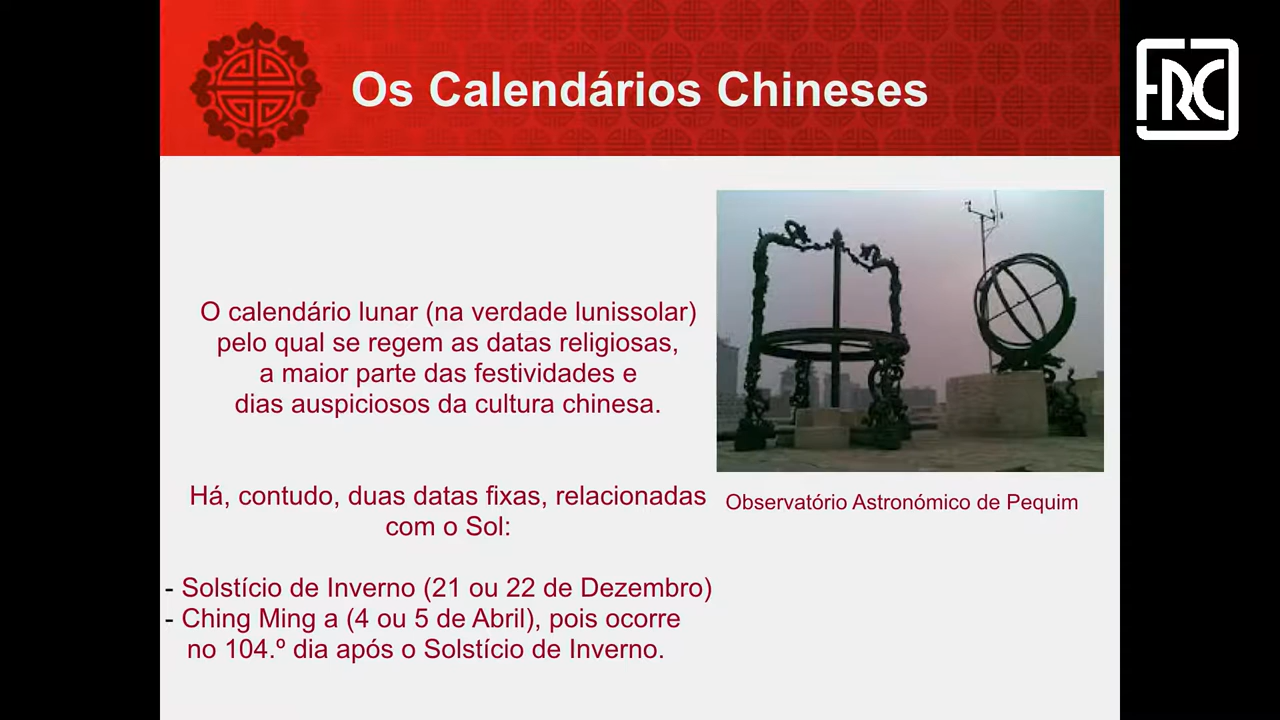 Os Calendários Chineses
FRC
O calendário lunar (na verdade lunissolar)
pelo qual se regem as datas religiosas,
a maior parte das festividades e
dias auspiciosos da cultura chinesa.
Há, contudo, duas datas fixas, relacionadas
com o Sol:
- Solstício de Inverno (21 ou 22 de Dezembro)
- Ching Ming a (4 ou 5 de Abril), pois ocorre
no 104.º dia após o Solstício de Inverno.
Observatório Astronómico de Pequim